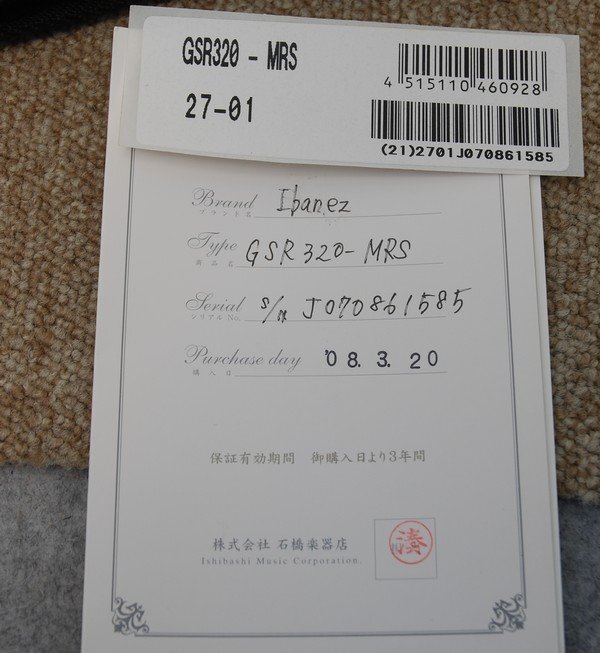 GSR320 - MRS
27-01
4 515110 460928
(21)2701J070861585
Brand Ibanez
ブランド名
Type GSR320-MRS
商品名
Serial S/N J070861585
シリアルNo.
Purchase day '08. 3. 20
購入日
保証有効期間 御購入日より3年間
株式会社 石橋楽器店
Ishibashi Music Corporation.